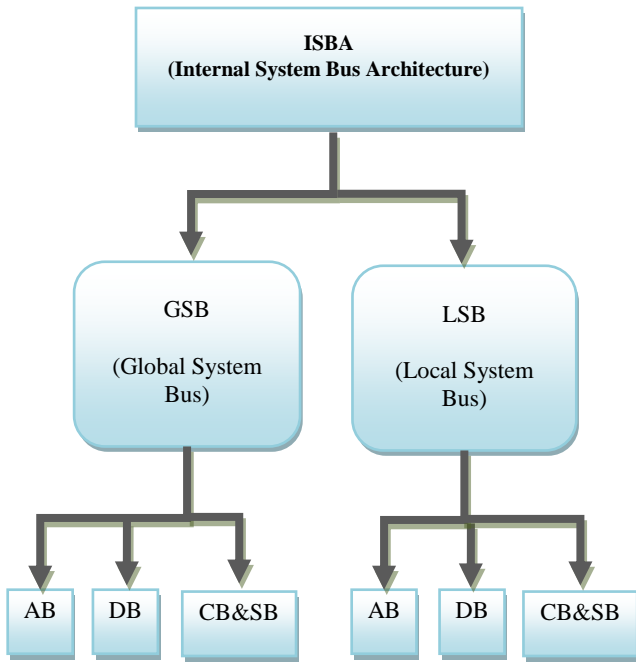 ISBA
(Internal System Bus Architecture)
GSB
(Global System
Bus)
LSB
(Local System
Bus)
AB
DB
CB&SB
AB
DB
CB&SB